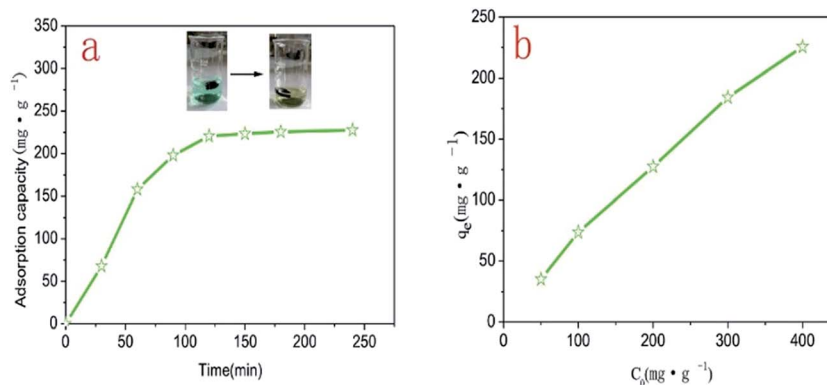 a
350
300
250
200
150
100
50
0
0 50 100 150 200 250
Adsorption capacity(mg·g⁻¹)
Time(min)
b
250
200
150
100
50
0
0 100 200 300 400
qe(mg·g⁻¹)
C₀(mg·g⁻¹)